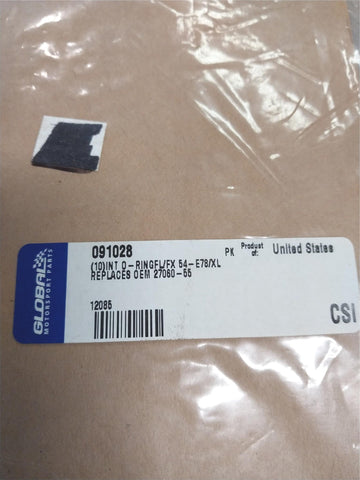 GLOBAL
MOTORSPORT PARTS
091028
PK
Product of: United States
(10)INT O-RINGFL/FX 54-E78/XL
REPLACES OEM 27060-55
12085
CSI